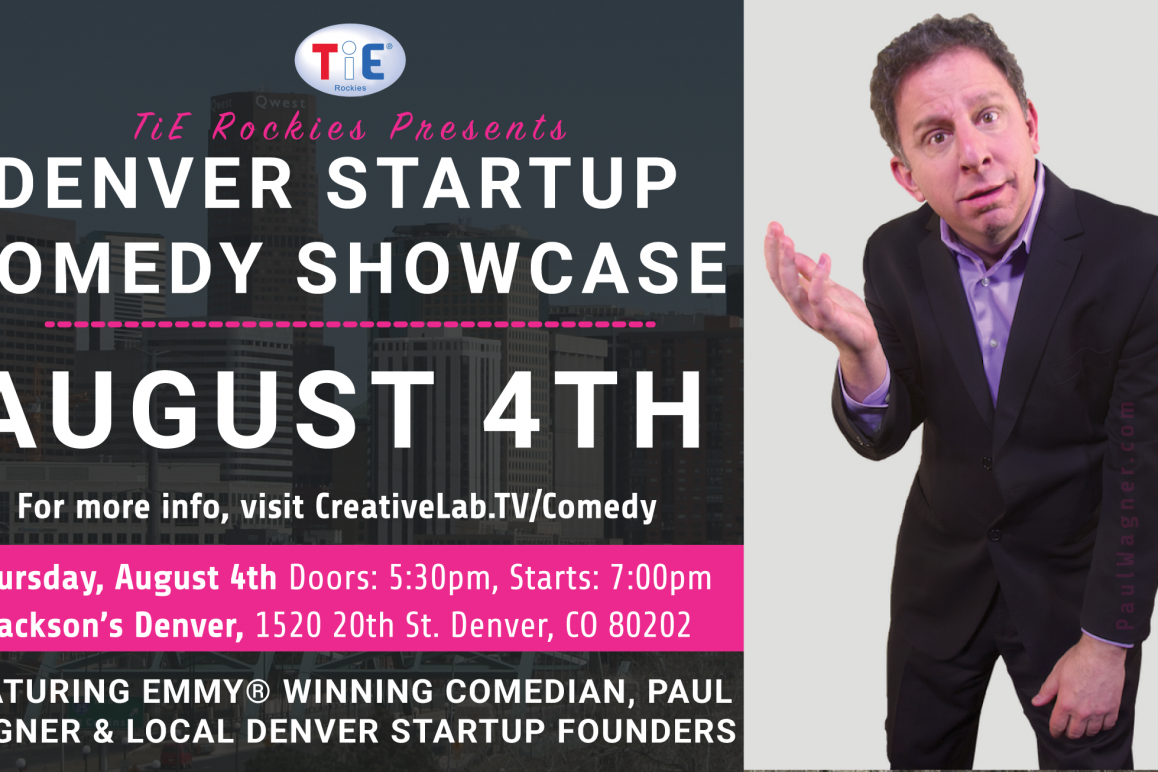 TiE®
Rockies
Qwest
TiE Rockies Presents
DENVER STARTUP
OMEDY SHOWCASE
AUGUST 4TH
For more info, visit CreativeLab.TV/Comedy
ursday, August 4th Doors: 5:30pm, Starts: 7:00pm
ackson's Denver, 1520 20th St. Denver, CO 80202
ATURING EMMY® WINNING COMEDIAN, PAUL
GNER & LOCAL DENVER STARTUP FOUNDERS
PaulWagner.com